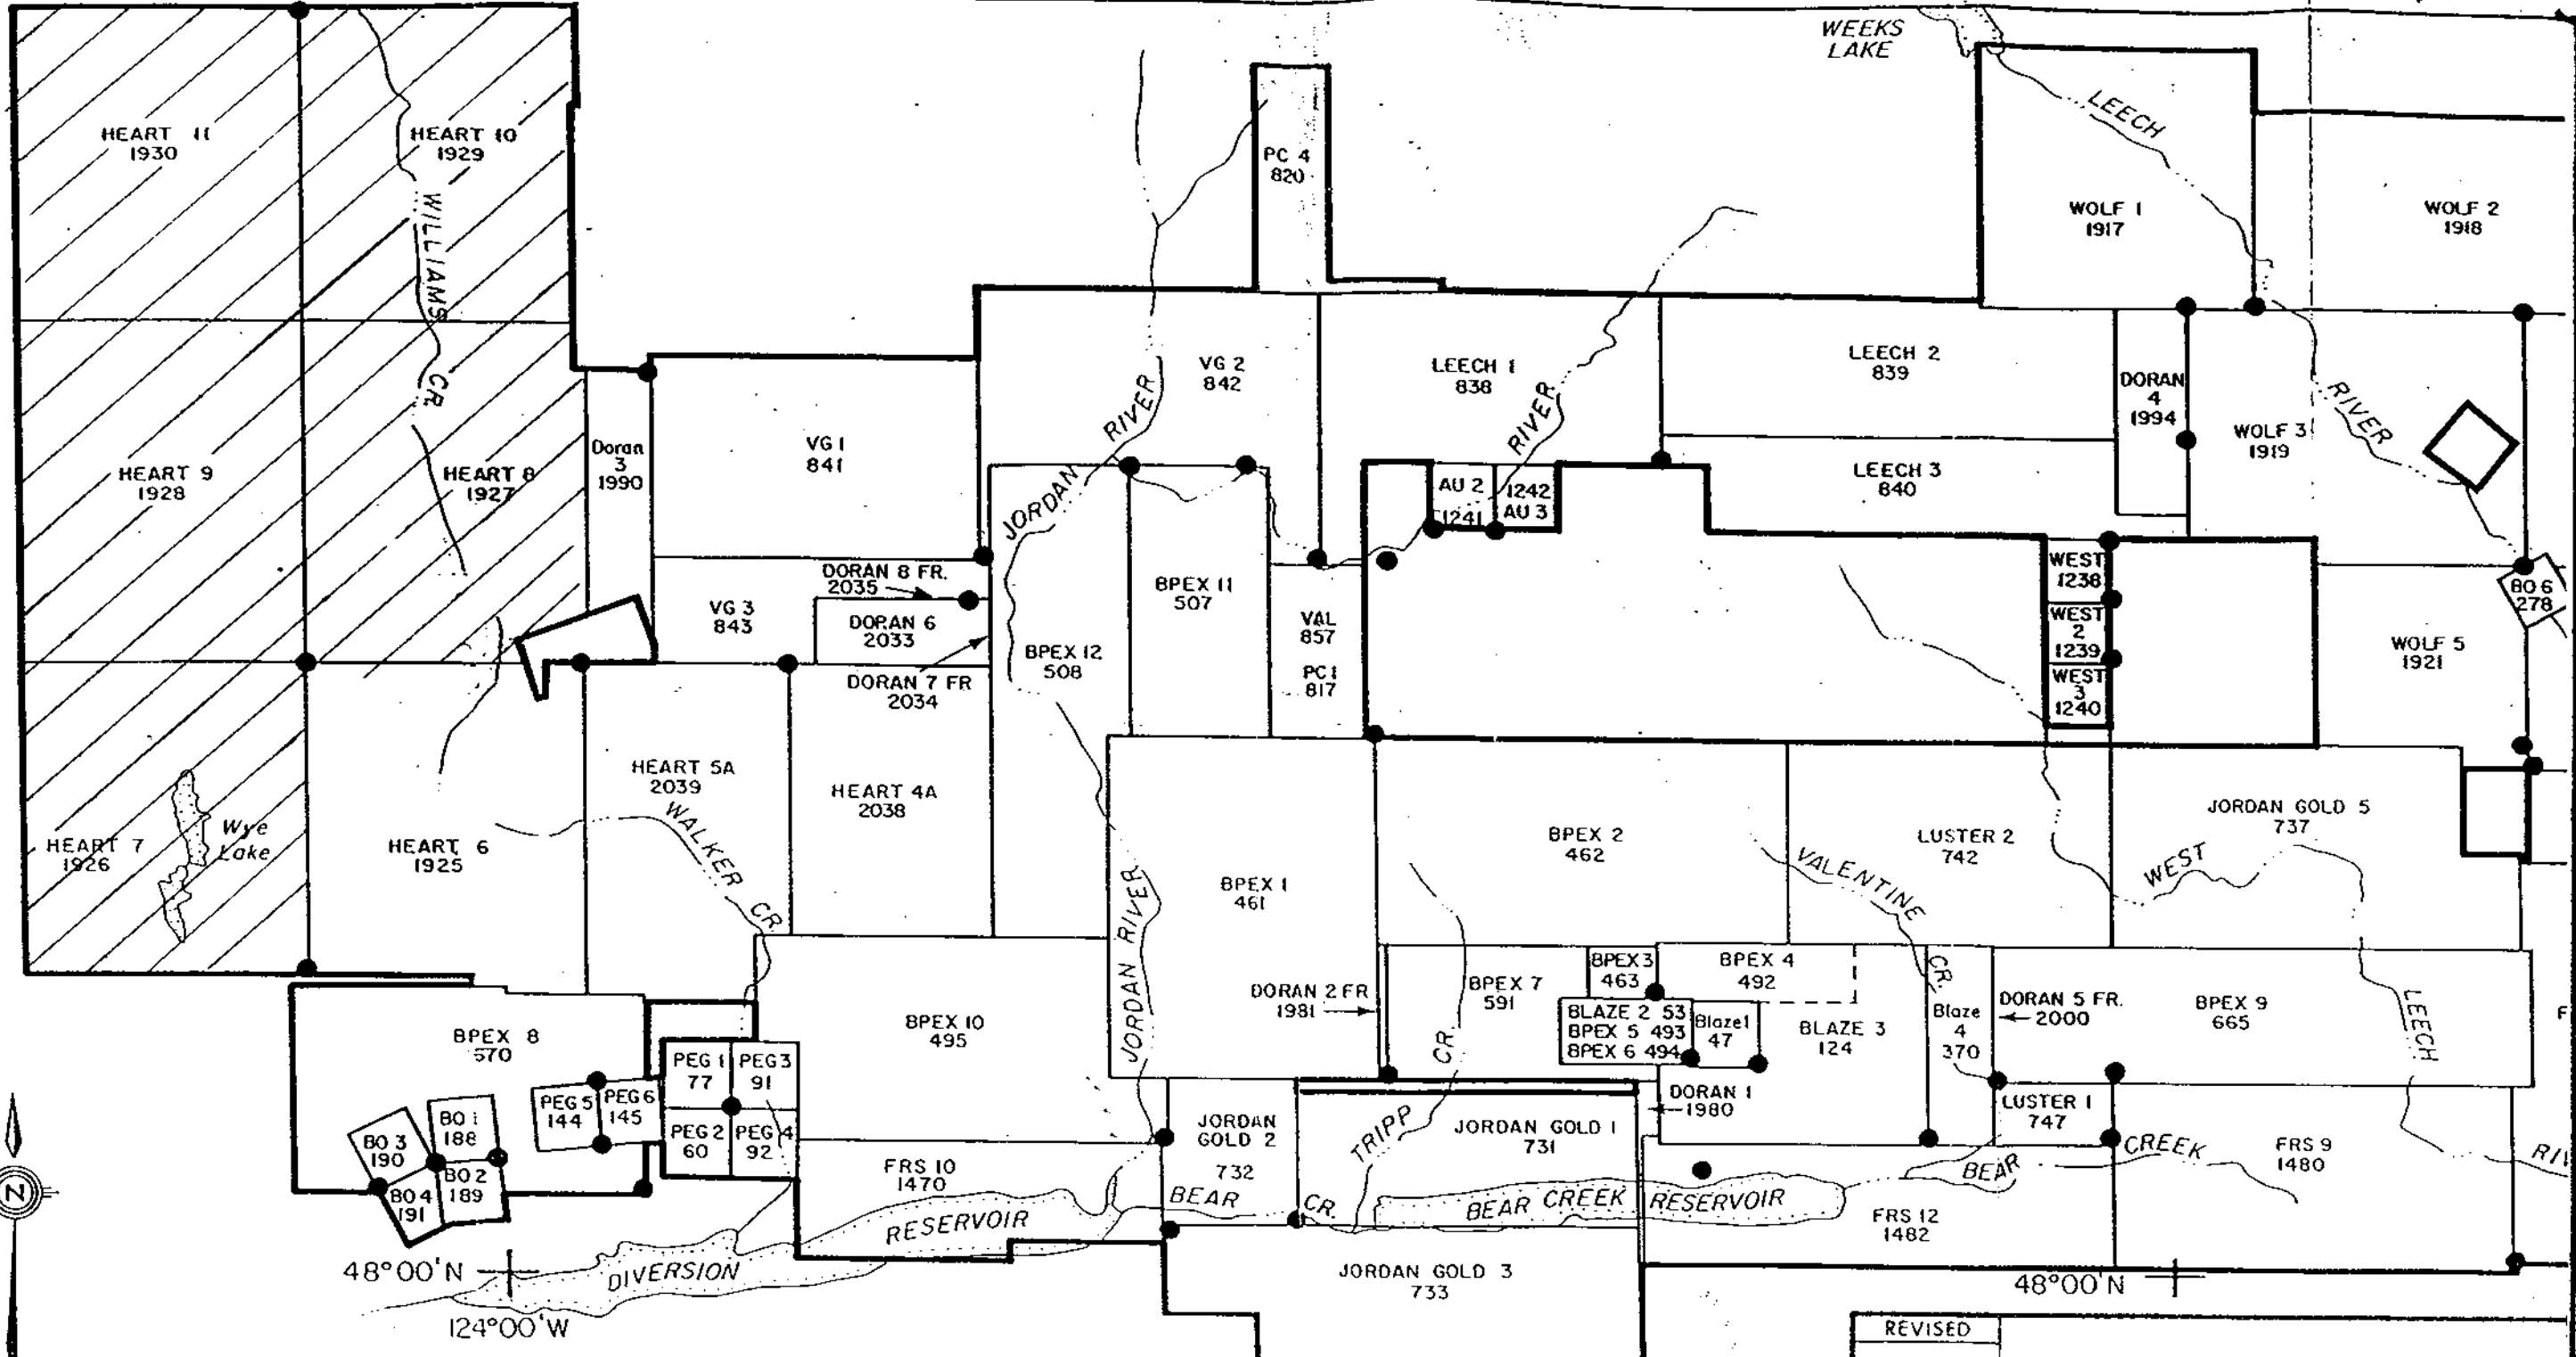 WEEKS
LAKE
HEART 11
1930
HEART 10
1929
WILLIAMS CR.
PC 4
820
LEECH RIVER
WOLF 1
1917
WOLF 2
1918
HEART 9
1928
HEART 8
1927
Doran
3
1990
VG 1
841
VG 2
842
JORDAN RIVER
LEECH 1
838
RIVER
LEECH 2
839
LEECH 3
840
DORAN
4
1994
WOLF 3
1919
AU 2
1241
1242
AU 3
VG 3
843
DORAN 8 FR.
2035
DORAN 6
2033
DORAN 7 FR
2034
BPEX 12
508
BPEX 11
507
VAL
857
PC 1
817
WEST
1238
WEST
2
1239
WEST
3
1240
BO 6
278
WOLF 5
1921
HEART 7
1926
Wye
Lake
HEART 6
1925
HEART 5A
2039
WALKER CR.
HEART 4A
2038
BPEX 1
461
JORDAN RIVER
BPEX 2
462
VALENTINE CR.
LUSTER 2
742
JORDAN GOLD 5
737
WEST LEECH
BPEX 8
570
BPEX 10
495
DORAN 2 FR
1981
BPEX 7
591
BPEX 3
463
BPEX 4
492
BLAZE 2 53
BPEX 5 493
BPEX 6 494
Blaze 1
47
BLAZE 3
124
Blaze
4
370
DORAN 5 FR.
2000
BPEX 9
665
F
PEG 1
77
PEG 3
91
PEG 5
144
PEG 6
145
PEG 2
60
PEG 4
92
BO 1
188
BO 3
190
BO 2
189
BO 4
191
JORDAN
GOLD 2
732
TRIPP CR.
JORDAN GOLD 1
731
DORAN 1
1980
LUSTER 1
747
FRS 10
1470
BEAR CR.
BEAR CREEK RESERVOIR
BEAR CREEK
FRS 9
1480
RIV
FRS 12
1482
DIVERSION RESERVOIR
JORDAN GOLD 3
733
N
48°00'N
124°00'W
48°00'N
REVISED